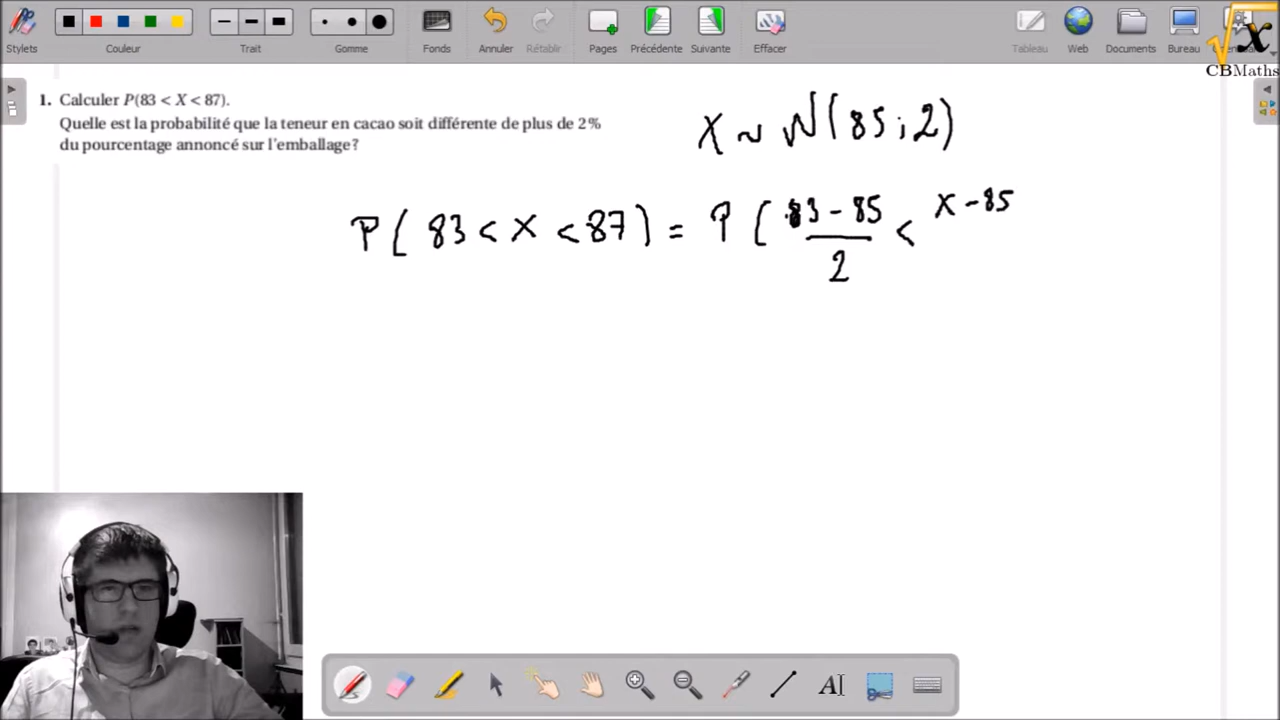 Stylets
Couleur
Trait
Gomme
Fonds
Annuler
Rétablir
Pages
Précédente
Suivante
Effacer
Tableau
Web
Documents
Bureau
CBMaths
1. Calculer P(83 < X < 87).
Quelle est la probabilité que la teneur en cacao soit différente de plus de 2%
du pourcentage annoncé sur l'emballage?
X ~ N(85;2)
P(83 < X < 87) = P(83-85/2 < X-85